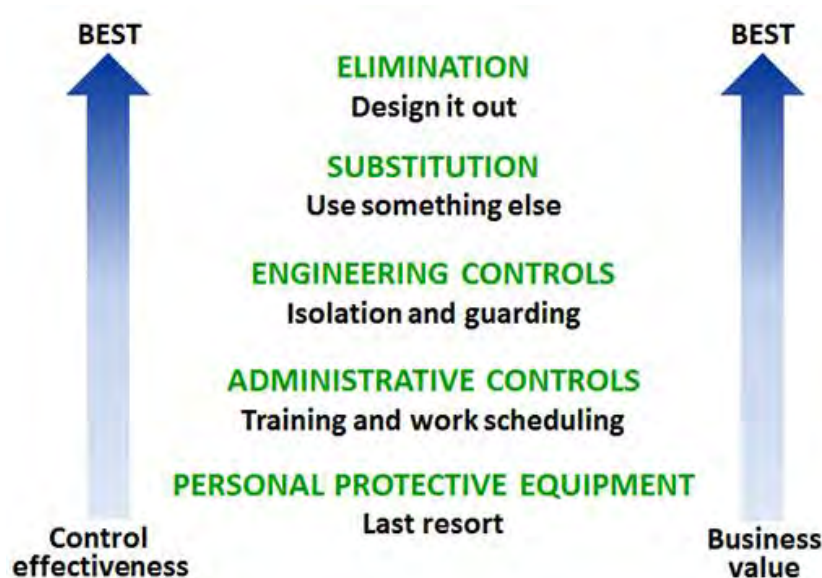 BEST
BEST
ELIMINATION
Design it out
SUBSTITUTION
Use something else
ENGINEERING CONTROLS
Isolation and guarding
ADMINISTRATIVE CONTROLS
Training and work scheduling
PERSONAL PROTECTIVE EQUIPMENT
Last resort
Control
effectiveness
Business
value